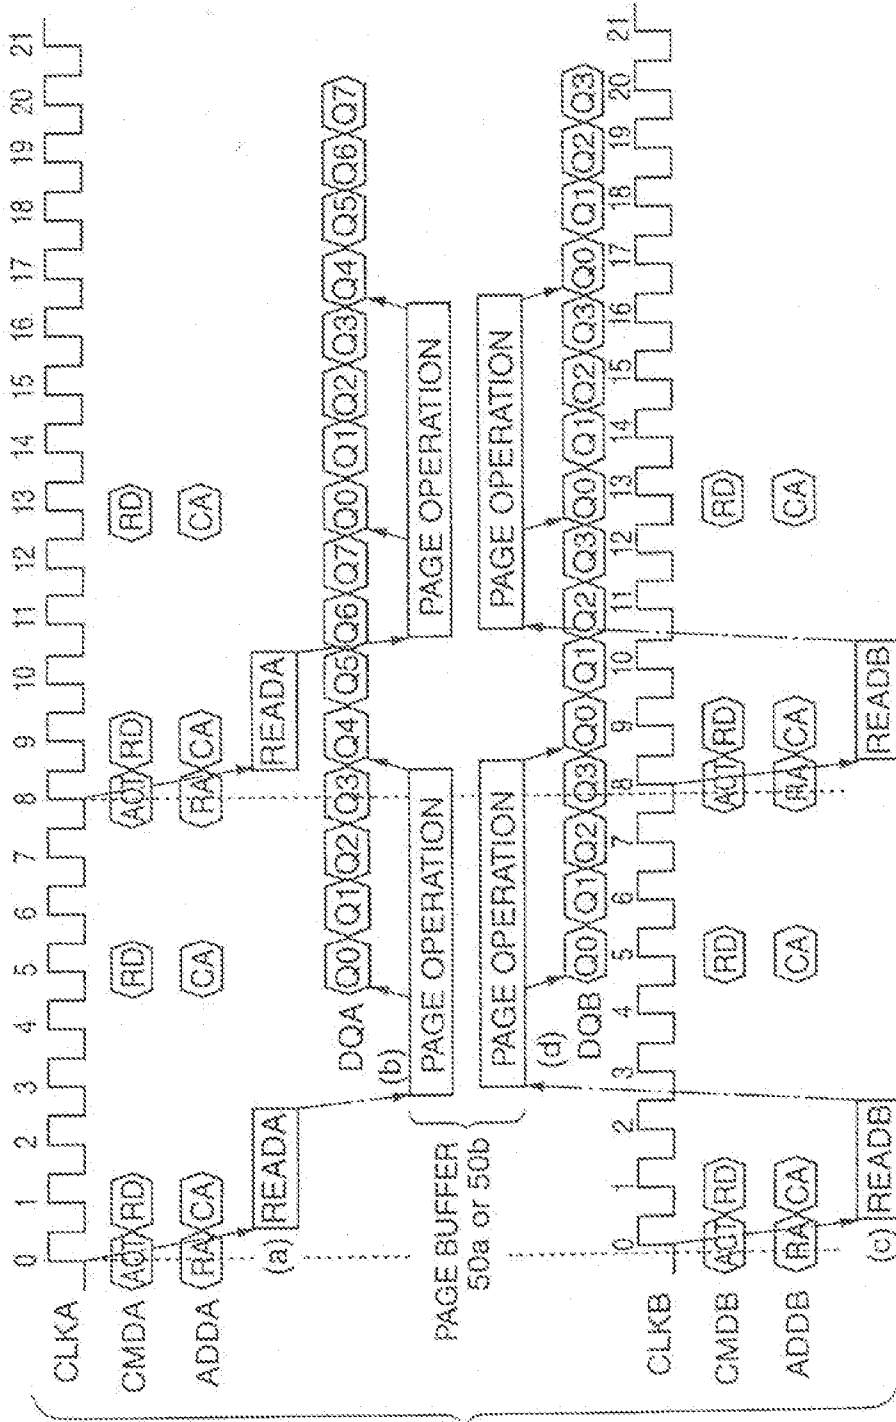 0 1 2 3 4 5 6 7 8 9 10 11 12 13 14 15 16 17 18 19 20 21
CLKA
CMDA ACT RD RD ACT RD RD
ADDA RA CA CA RA CA CA
(a) READA READA
DQA Q0 Q1 Q2 Q3 Q4 Q5 Q6 Q7 Q0 Q1 Q2 Q3 Q4 Q5 Q6 Q7
(b)
PAGE OPERATION PAGE OPERATION
PAGE BUFFER
50a or 50b
PAGE OPERATION PAGE OPERATION
(d)
DQB Q0 Q1 Q2 Q3 Q0 Q1 Q2 Q3 Q0 Q1 Q2 Q3 Q0 Q1 Q2 Q3
0 1 2 3 4 5 6 7 8 9 10 11 12 13 14 15 16 17 18 19 20 21
CLKB
CMDB ACT RD RD ACT RD RD
ADDB RA CA CA RA CA CA
(c) READB READB